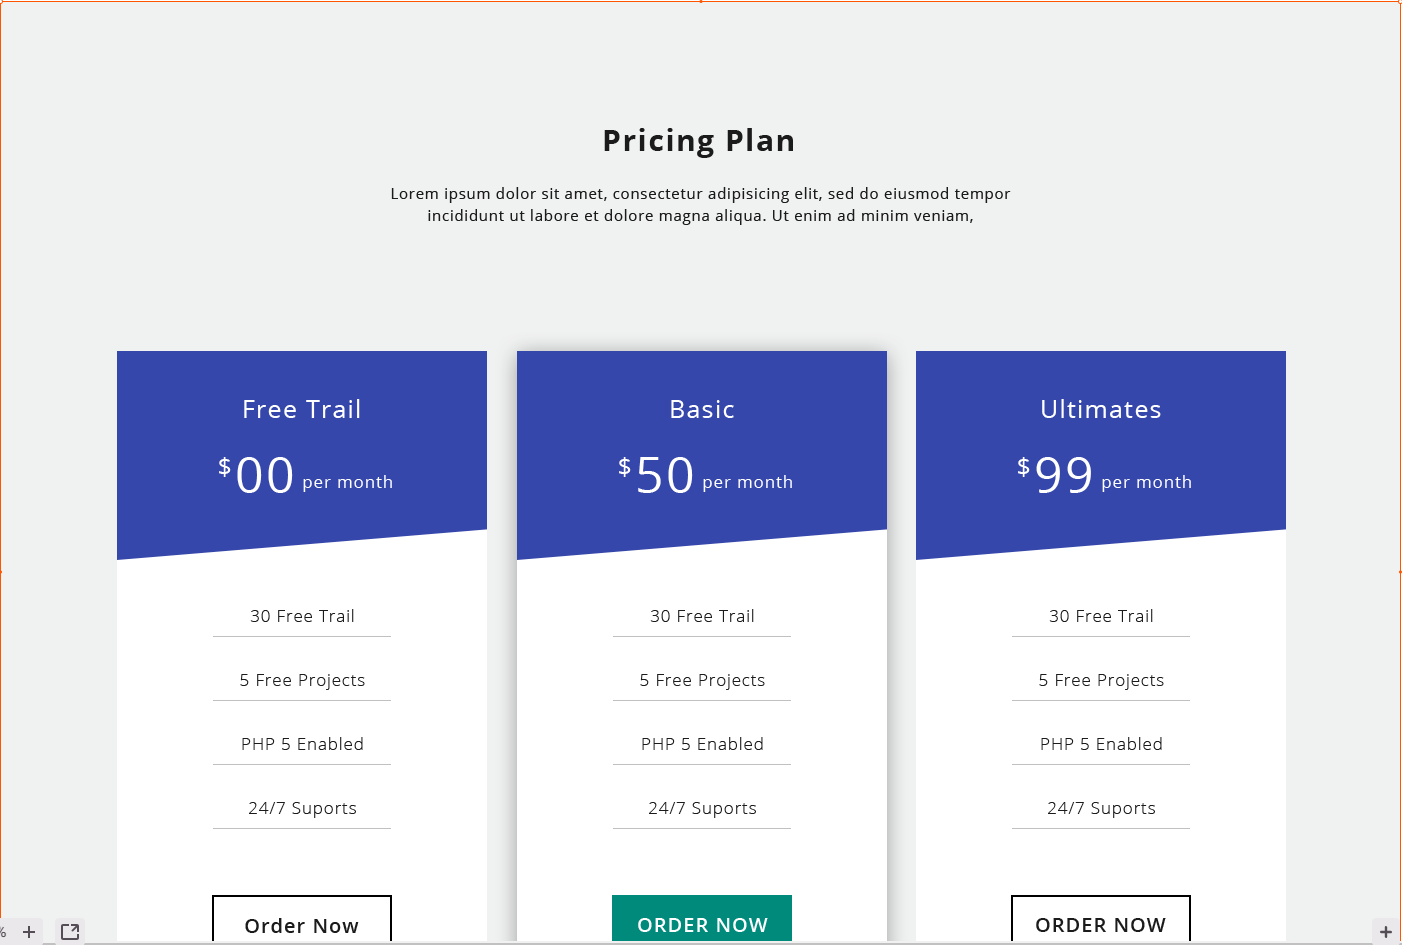 Pricing Plan
Lorem ipsum dolor sit amet, consectetur adipisicing elit, sed do eiusmod tempor
incididunt ut labore et dolore magna aliqua. Ut enim ad minim veniam,
Free Trail
$00 per month
30 Free Trail
5 Free Projects
PHP 5 Enabled
24/7 Suports
Order Now
Basic
$50 per month
30 Free Trail
5 Free Projects
PHP 5 Enabled
24/7 Suports
ORDER NOW
Ultimates
$99 per month
30 Free Trail
5 Free Projects
PHP 5 Enabled
24/7 Suports
ORDER NOW
%